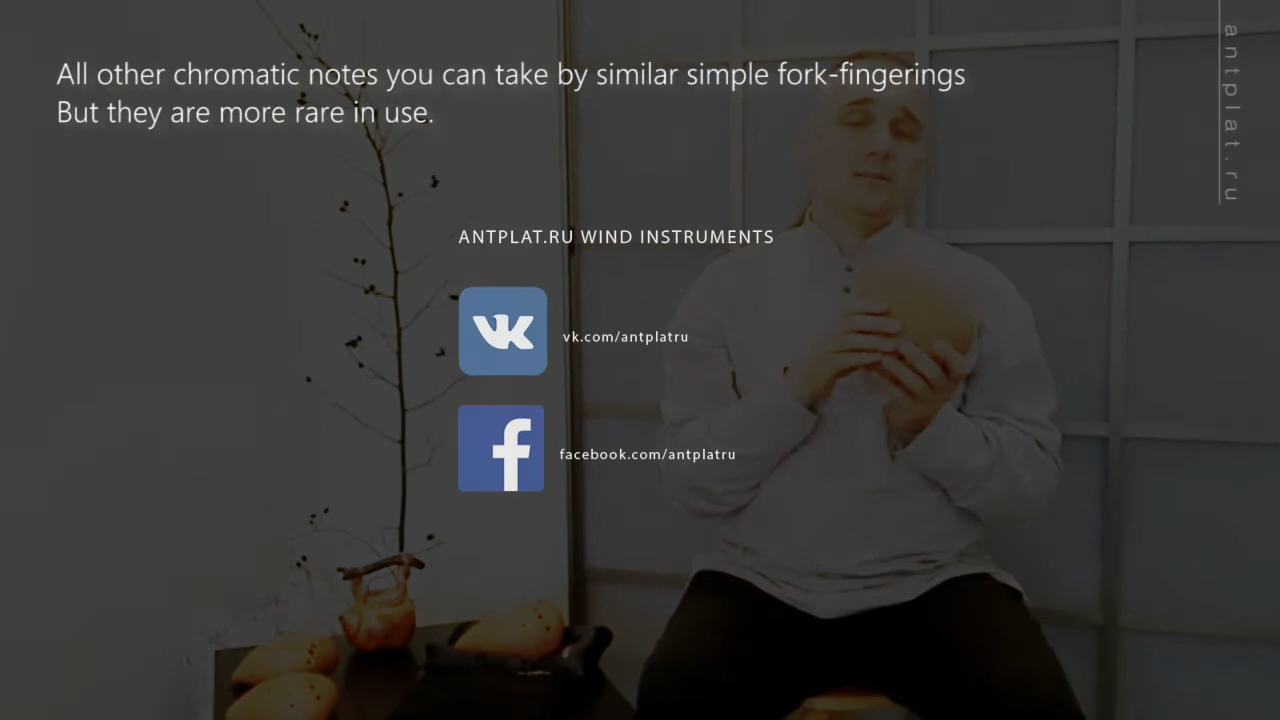 All other chromatic notes you can take by similar simple fork-fingerings
But they are more rare in use.
antplat.ru
ANTPLAT.RU WIND INSTRUMENTS
vk.com/antplatru
facebook.com/antplatru